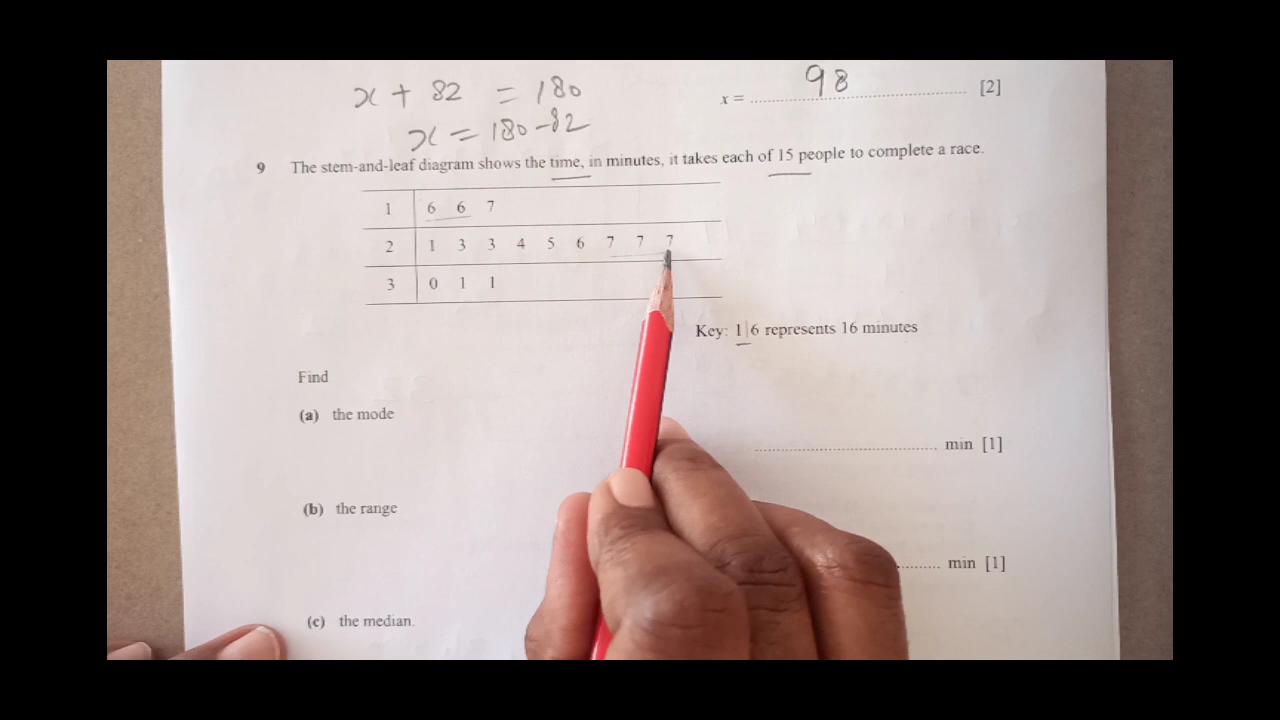 x + 82 = 180
x = 180 - 82
x = 98 [2]
9 The stem-and-leaf diagram shows the time, in minutes, it takes each of 15 people to complete a race.
1 6 6 7
2 1 3 3 4 5 6 7 7 7
3 0 1 1
Key: 1|6 represents 16 minutes
Find
(a) the mode
min [1]
(b) the range
min [1]
(c) the median.